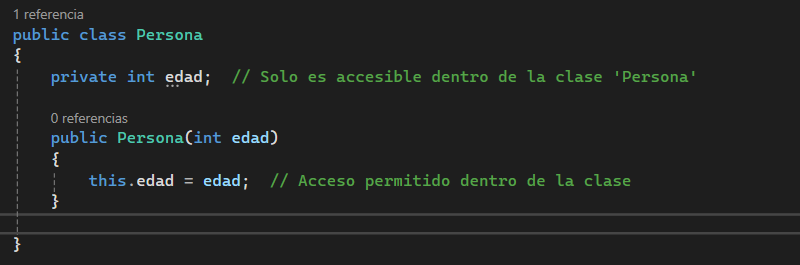 1 referencia
public class Persona
{
private int edad;  // Solo es accesible dentro de la clase 'Persona'
0 referencias
public Persona(int edad)
{
this.edad = edad;  // Acceso permitido dentro de la clase
}
}